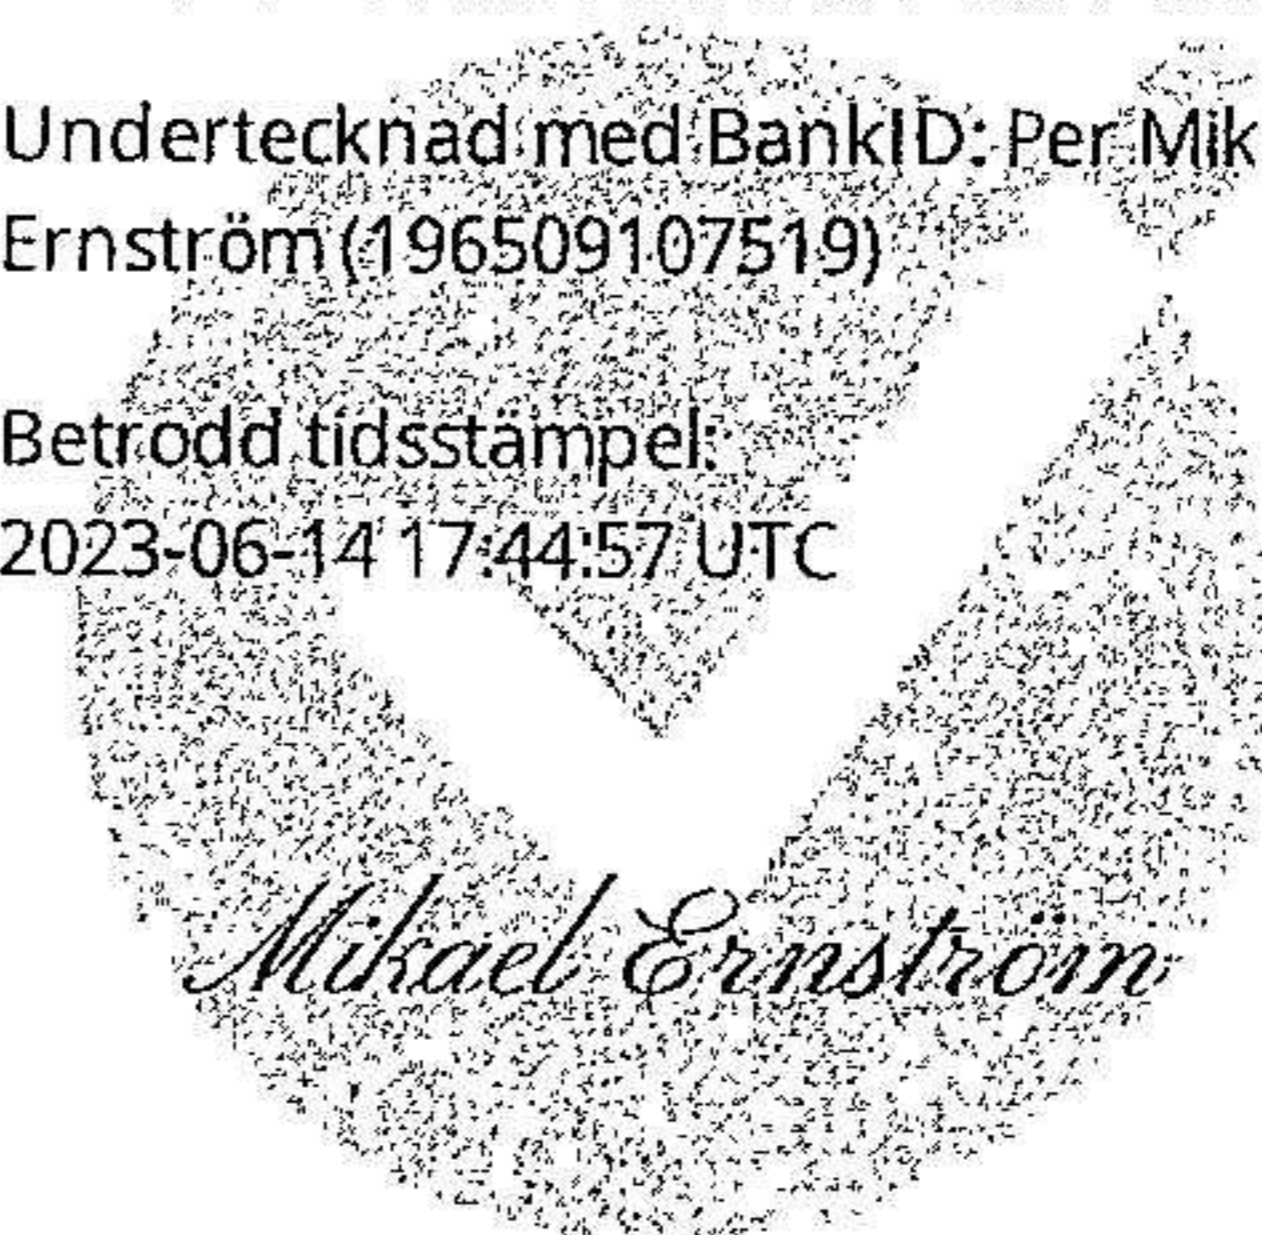 Undertecknad med BankID: Per Mik
Ernström (196509107519)
Betrodd tidsstämpel:
2023-06-14 17:44:57 UTC
Mikael Ernström